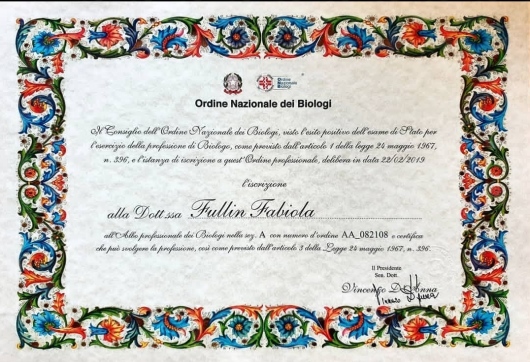 Ordine
Nazionale
Biologi
Ordine Nazionale dei Biologi
Il Consiglio dell'Ordine Nazionale dei Biologi, visto l'esito positivo dell'esame di Stato per
l'esercizio della professione di Biologo, come previsto dall'articolo 1 della legge 24 maggio 1967,
n. 396, e l'istanza di iscrizione a quest'Ordine professionale, delibera in data 22/02/2019
l'iscrizione
alla Dott.ssa Fullin Fabiola
all'Albo professionale dei Biologi nella sez. A con numero d'ordine AA_082108 e certifica
che può svolgere la professione, così come previsto dall'articolo 3 della Legge 24 maggio 1967, n. 396.
Il Presidente
Sen. Dott.
Vincenzo D'Anna